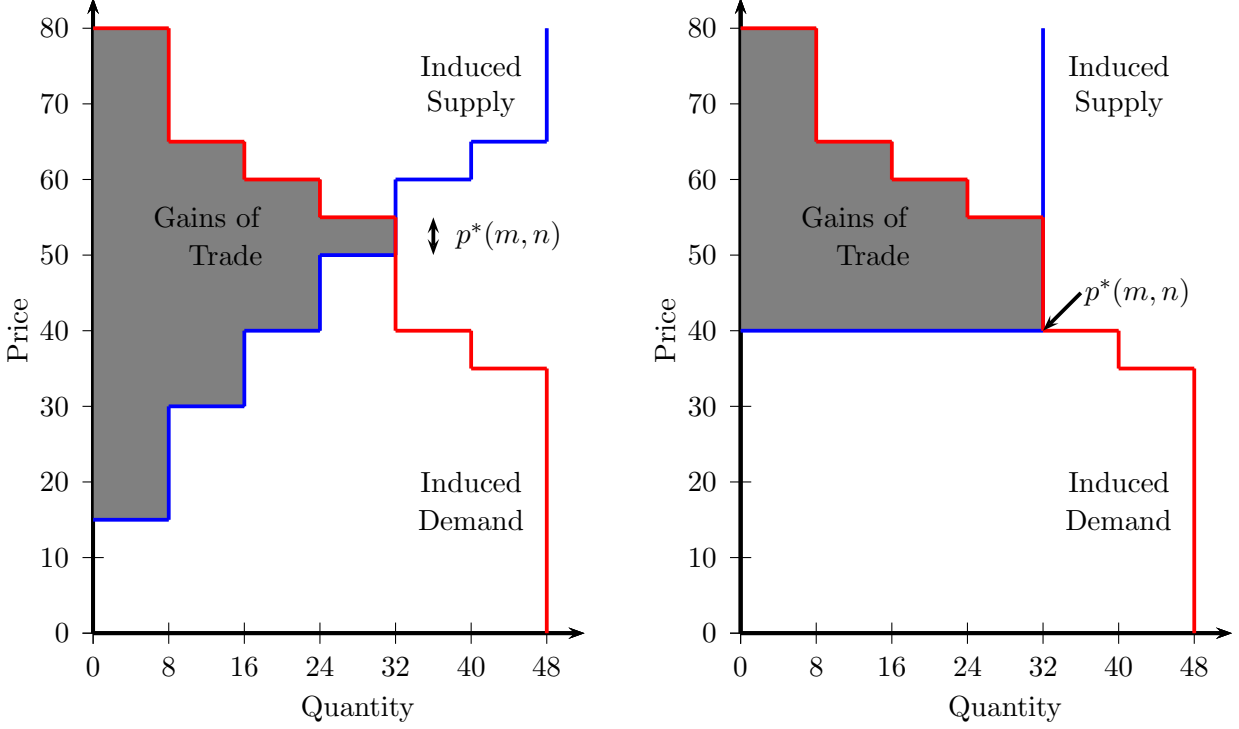 80
70
60
50
40
30
20
10
0
Price
0 8 16 24 32 40 48
Quantity
Induced
Supply
Gains of
Trade
p*(m, n)
Induced
Demand
80
70
60
50
40
30
20
10
0
Price
0 8 16 24 32 40 48
Quantity
Induced
Supply
Gains of
Trade
p*(m, n)
Induced
Demand